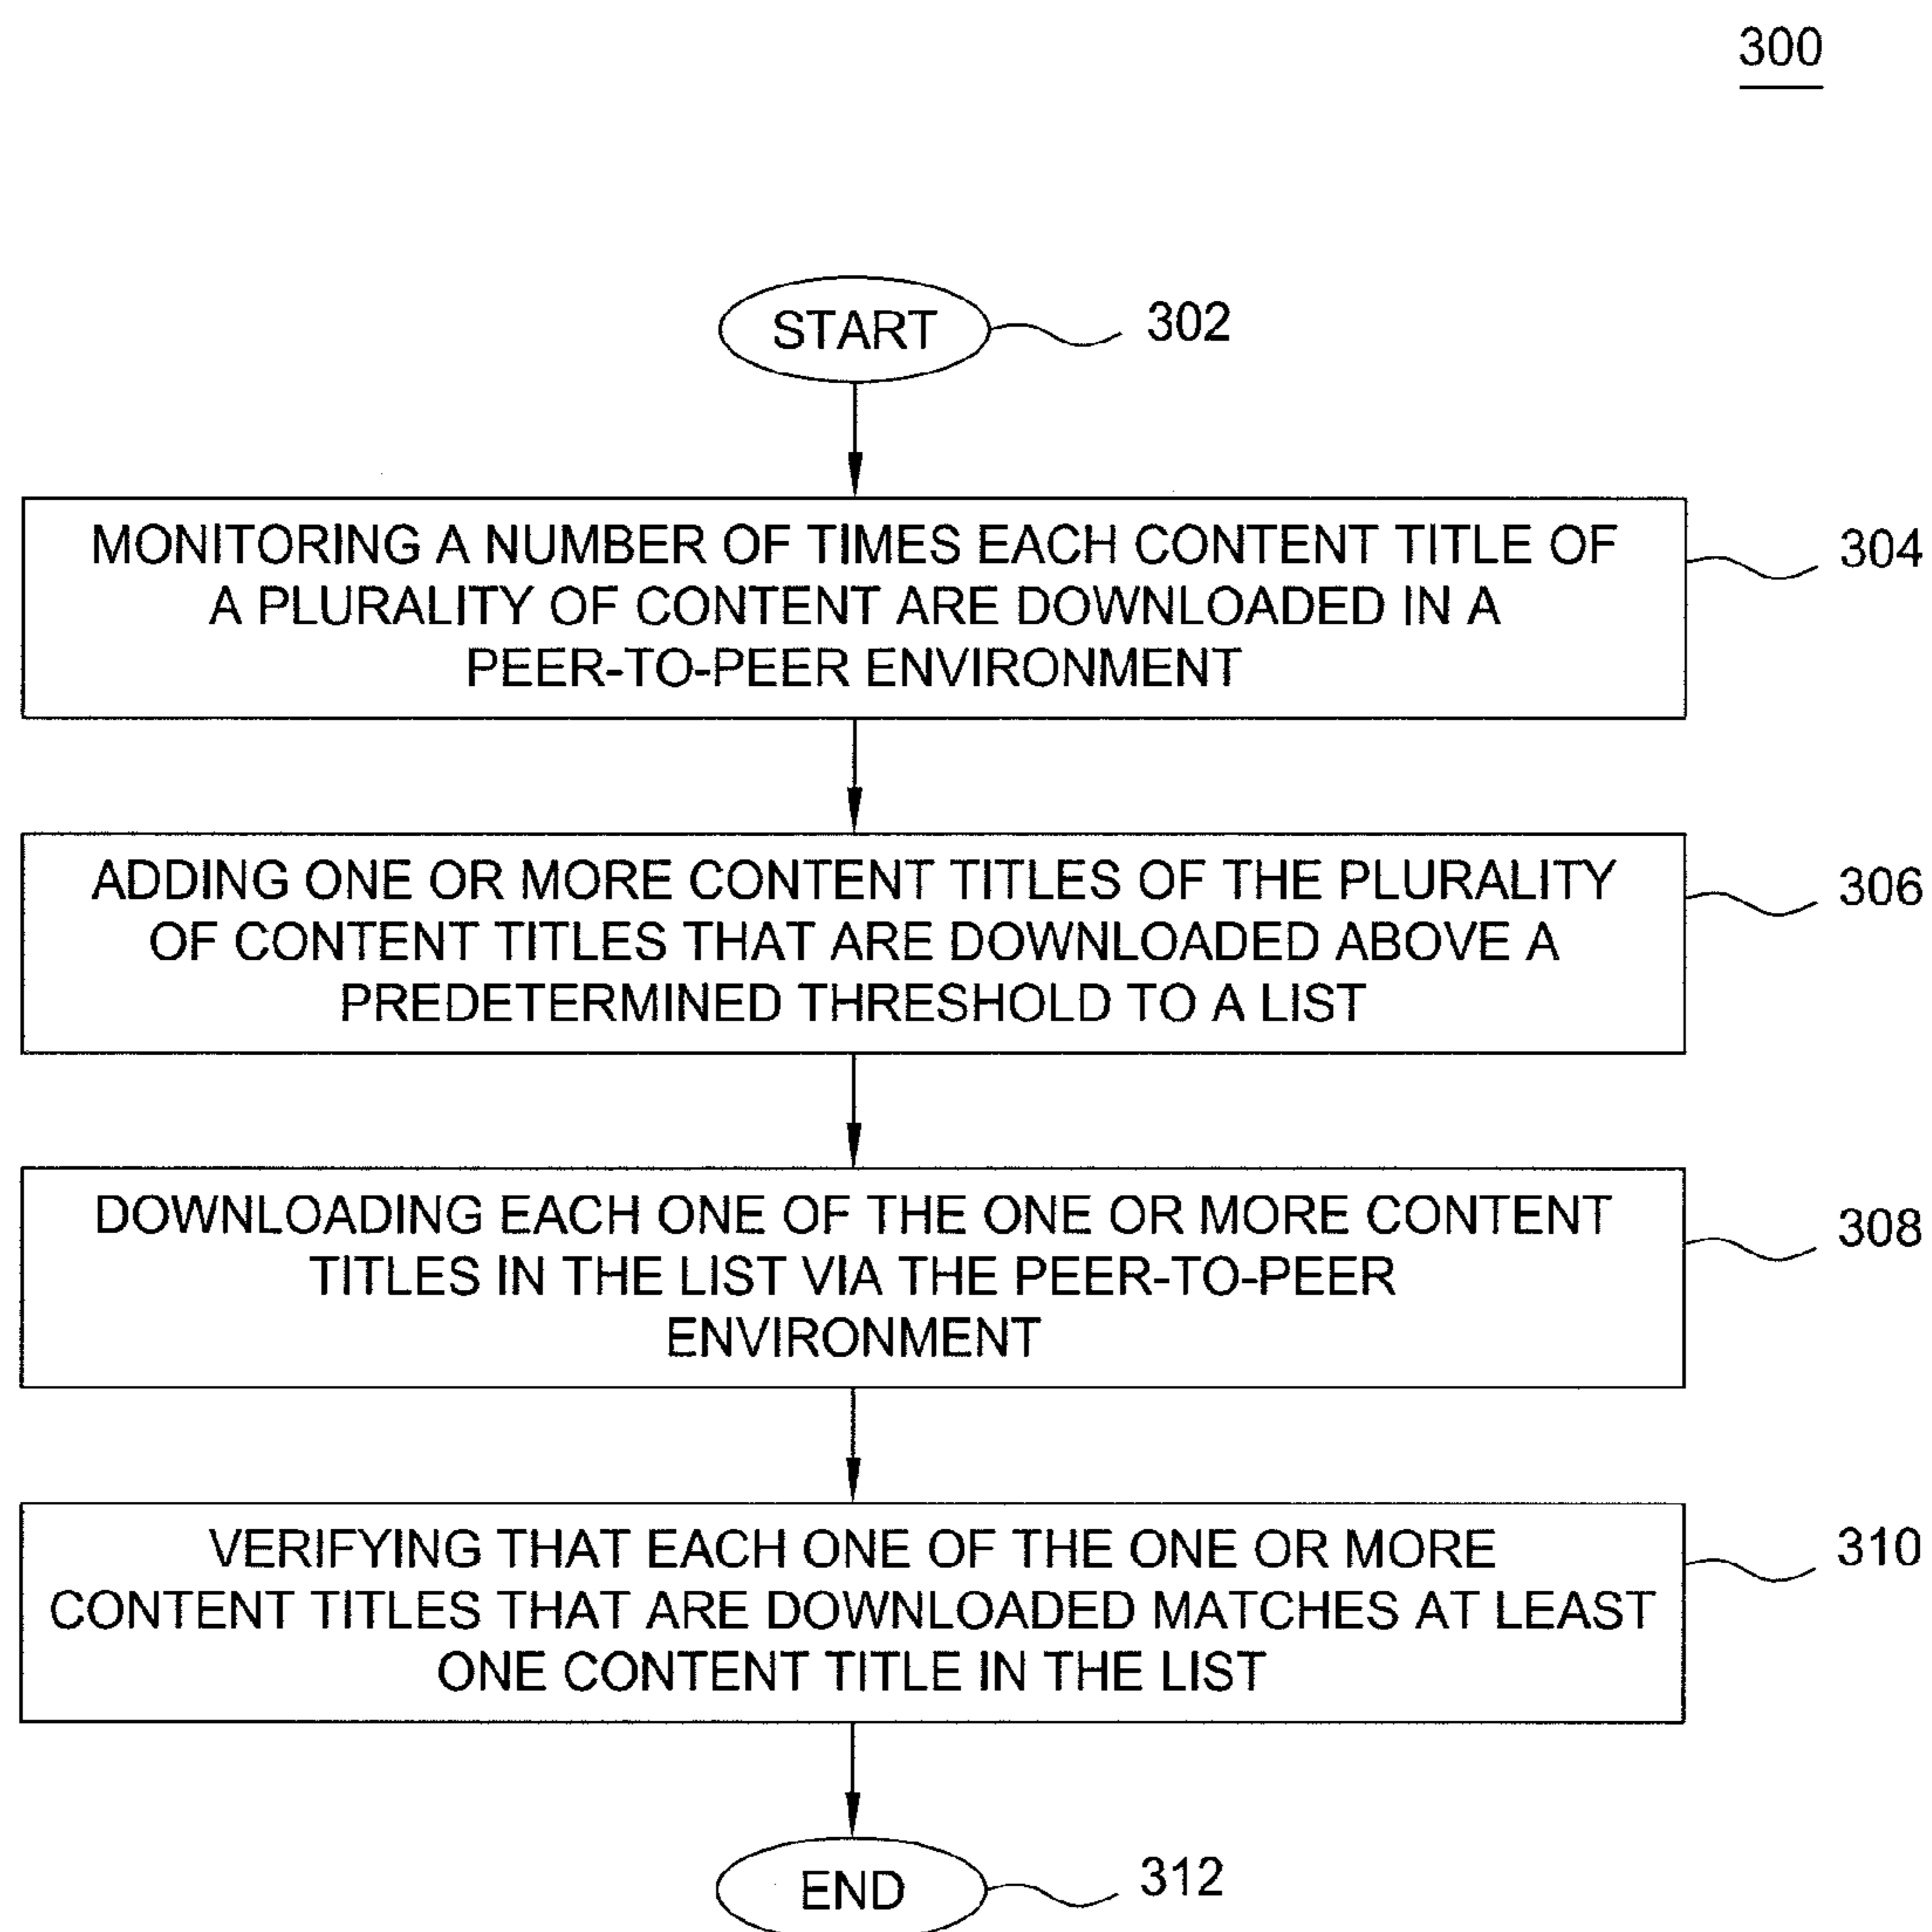 300
START
302
MONITORING A NUMBER OF TIMES EACH CONTENT TITLE OF
A PLURALITY OF CONTENT ARE DOWNLOADED IN A
PEER-TO-PEER ENVIRONMENT
304
ADDING ONE OR MORE CONTENT TITLES OF THE PLURALITY
OF CONTENT TITLES THAT ARE DOWNLOADED ABOVE A
PREDETERMINED THRESHOLD TO A LIST
306
DOWNLOADING EACH ONE OF THE ONE OR MORE CONTENT
TITLES IN THE LIST VIA THE PEER-TO-PEER
ENVIRONMENT
308
VERIFYING THAT EACH ONE OF THE ONE OR MORE
CONTENT TITLES THAT ARE DOWNLOADED MATCHES AT LEAST
ONE CONTENT TITLE IN THE LIST
310
END
312